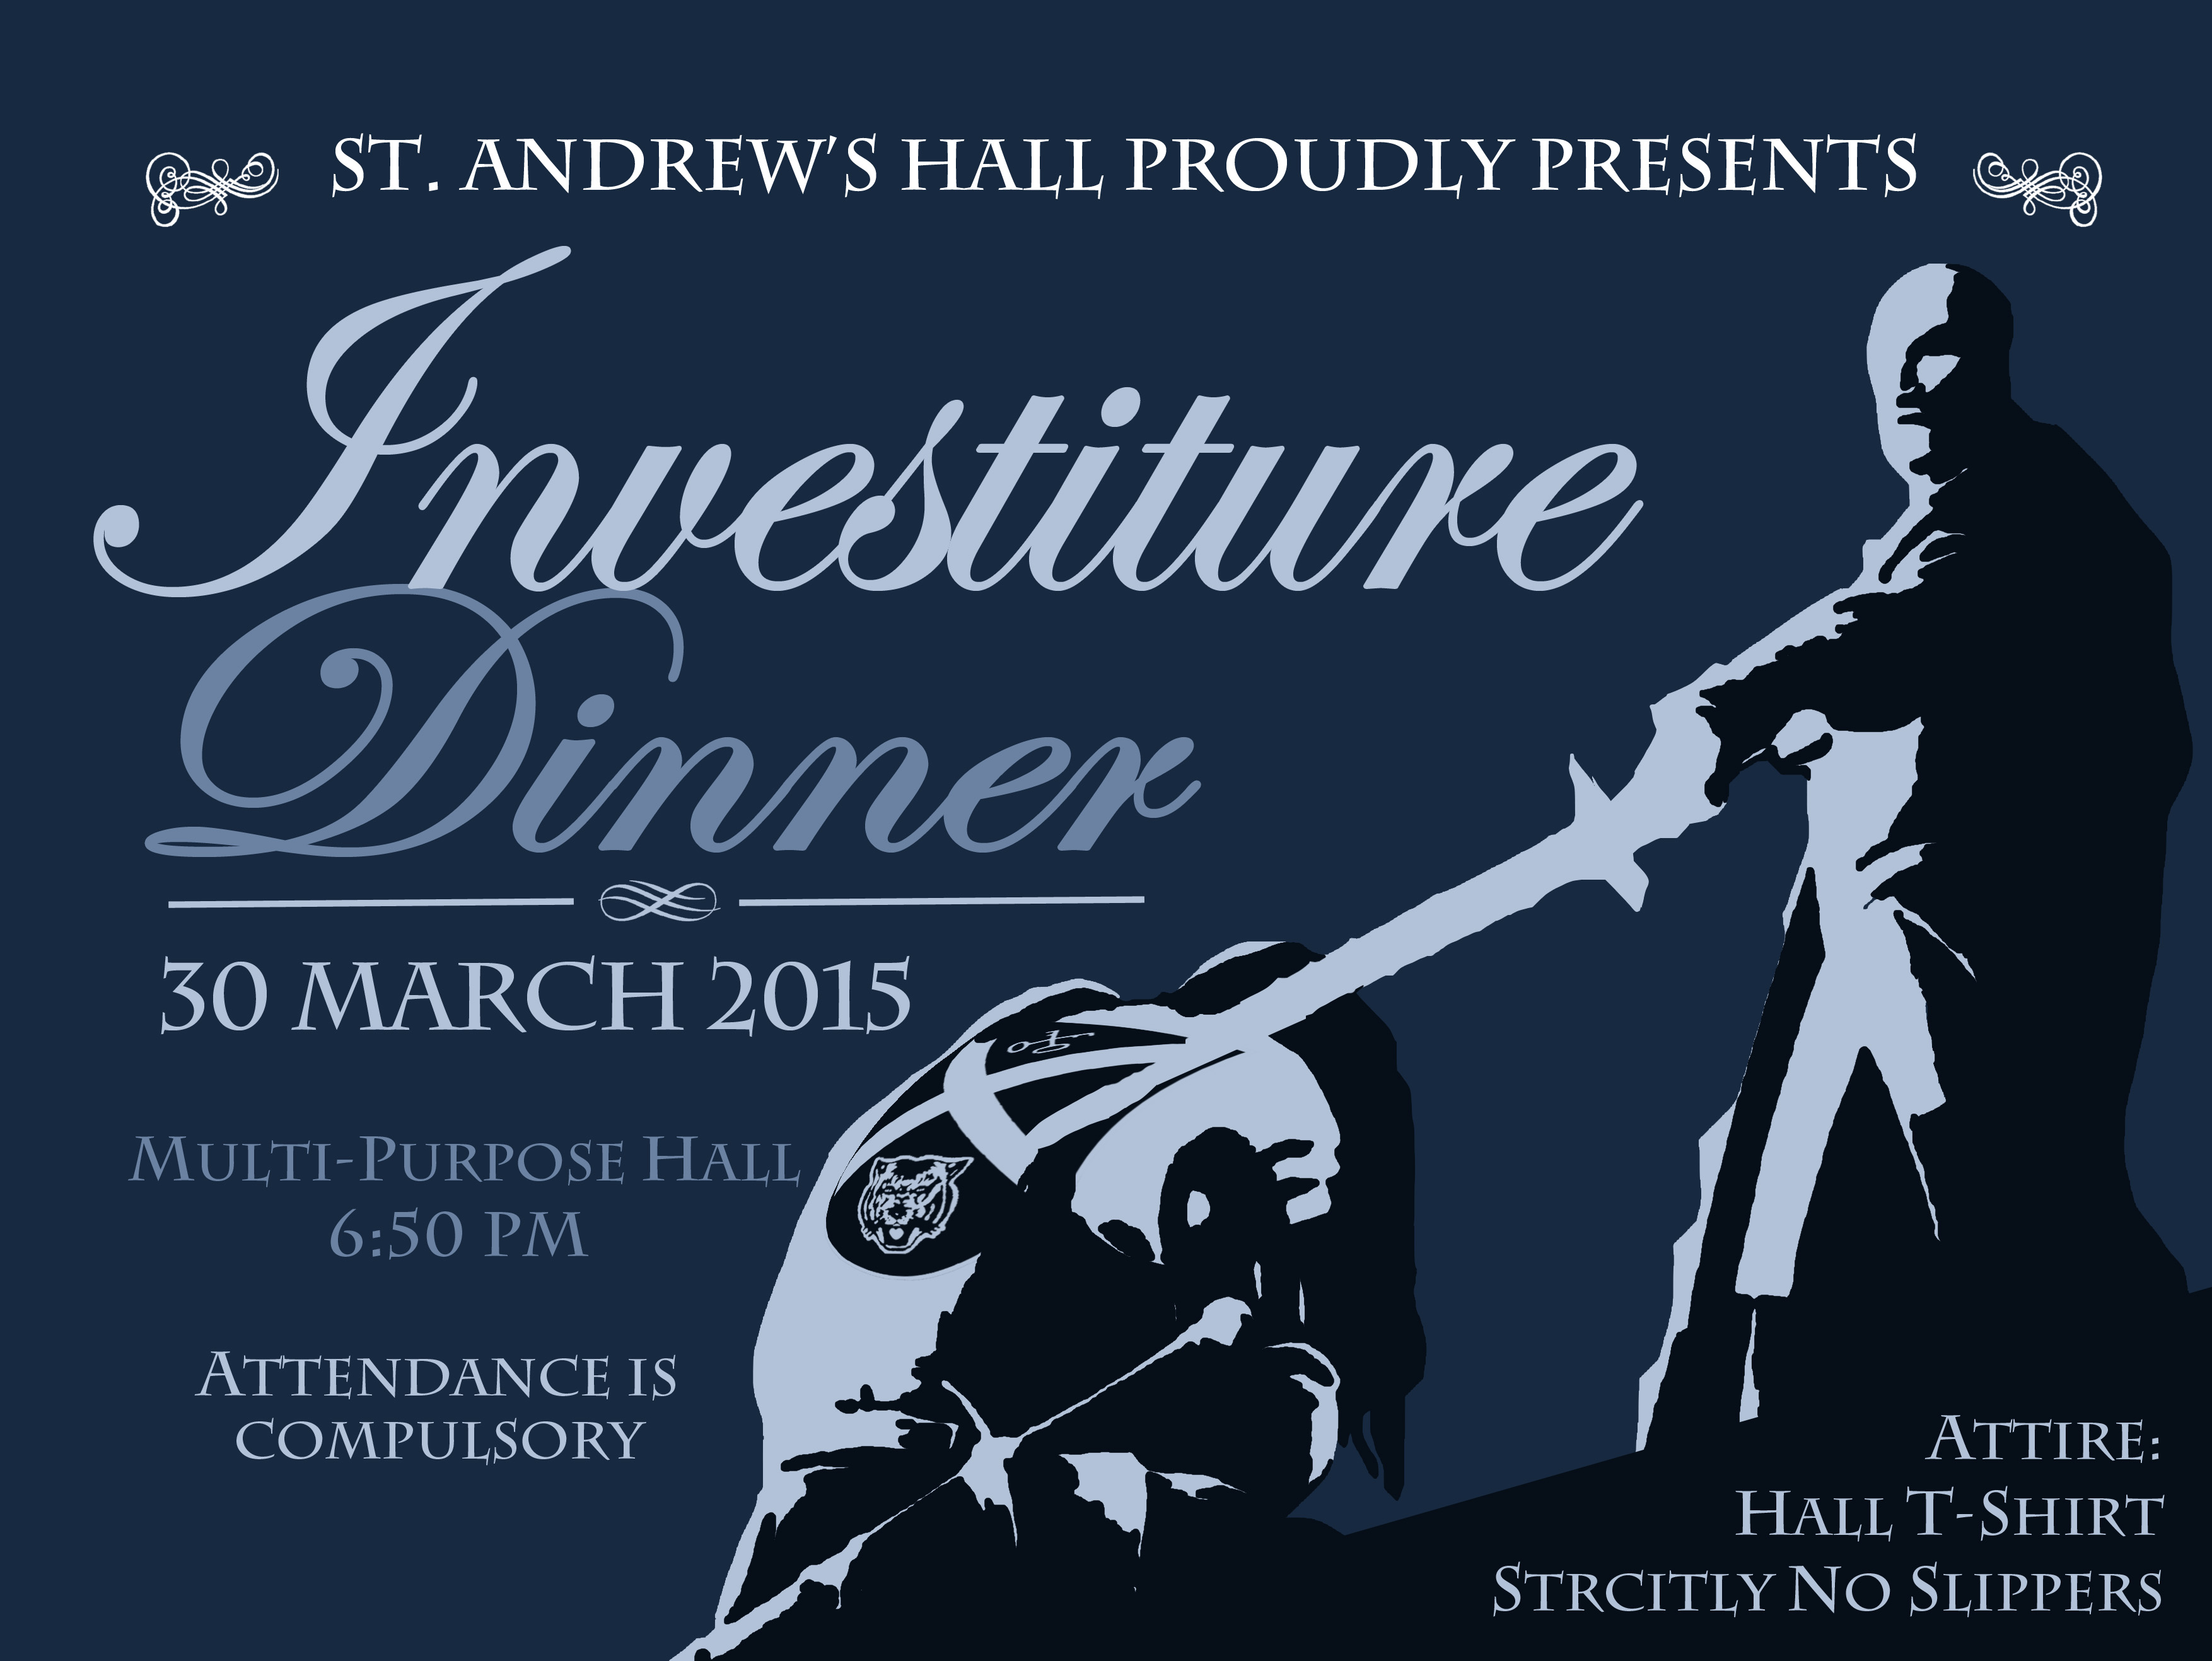 ST. ANDREW'S HALL PROUDLY PRESENTS
Investiture
Dinner
30 MARCH 2015
MULTI-PURPOSE HALL
6:50 PM
ATTENDANCE IS
COMPULSORY
ATTIRE:
HALL T-SHIRT
STRCITLY NO SLIPPERS